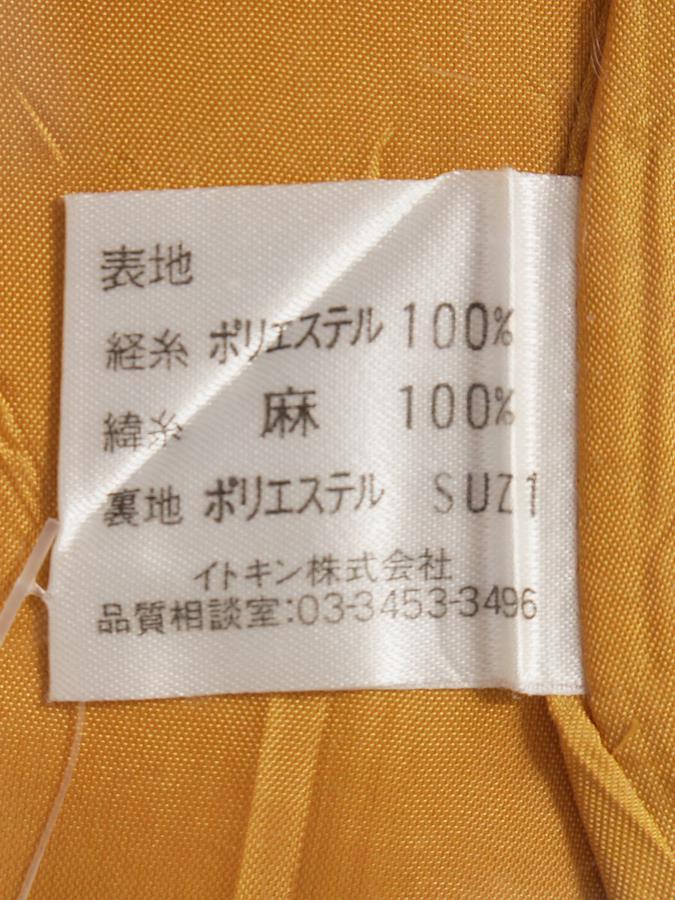 表地
経糸 ポリエステル 100%
緯糸 麻 100%
裏地 ポリエステル SUZ1
イトキン株式会社
品質相談室:03-3453-3496